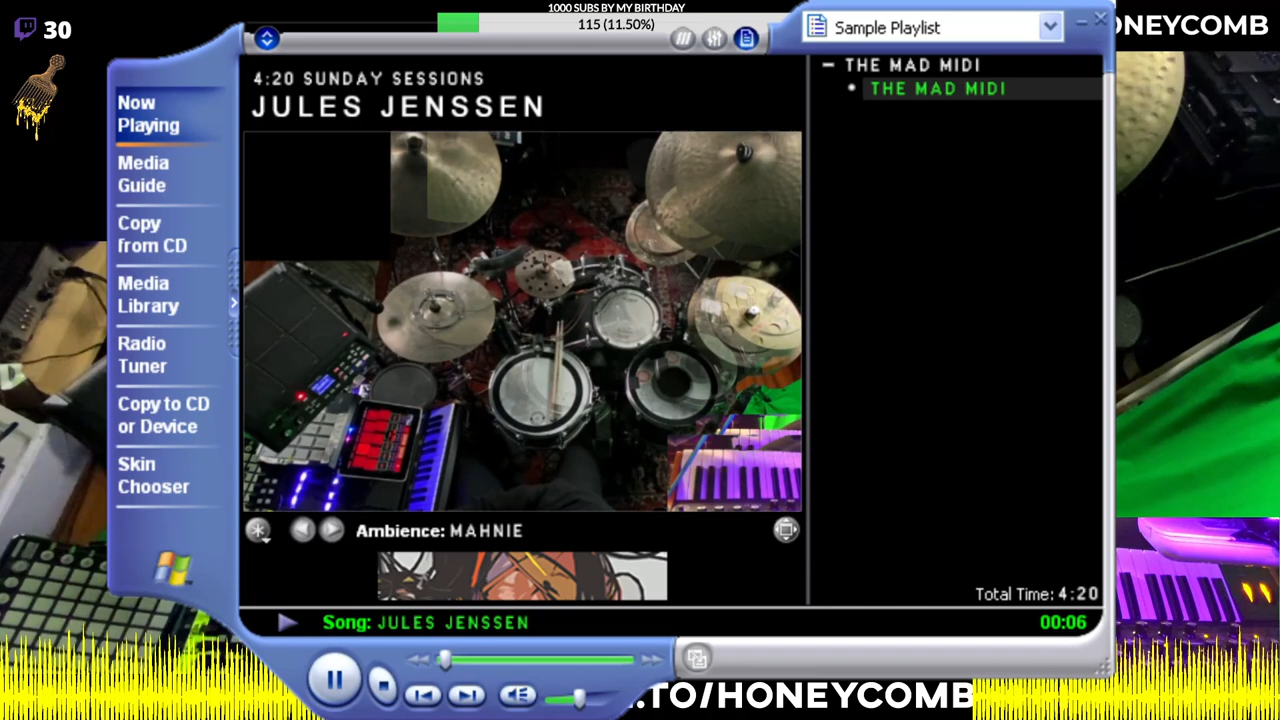 30
1000 SUBS BY MY BIRTHDAY
115 (11.50%)
ONEYCOMB
Sample Playlist
4:20 SUNDAY SESSIONS
JULES JENSSEN
THE MAD MIDI
THE MAD MIDI
Now
Playing
Media
Guide
Copy
from CD
Media
Library
Radio
Tuner
Copy to CD
or Device
Skin
Chooser
Ambience: MAHNIE
Total Time: 4:20
Song: JULES JENSSEN
00:06
.TO/HONEYCOMB